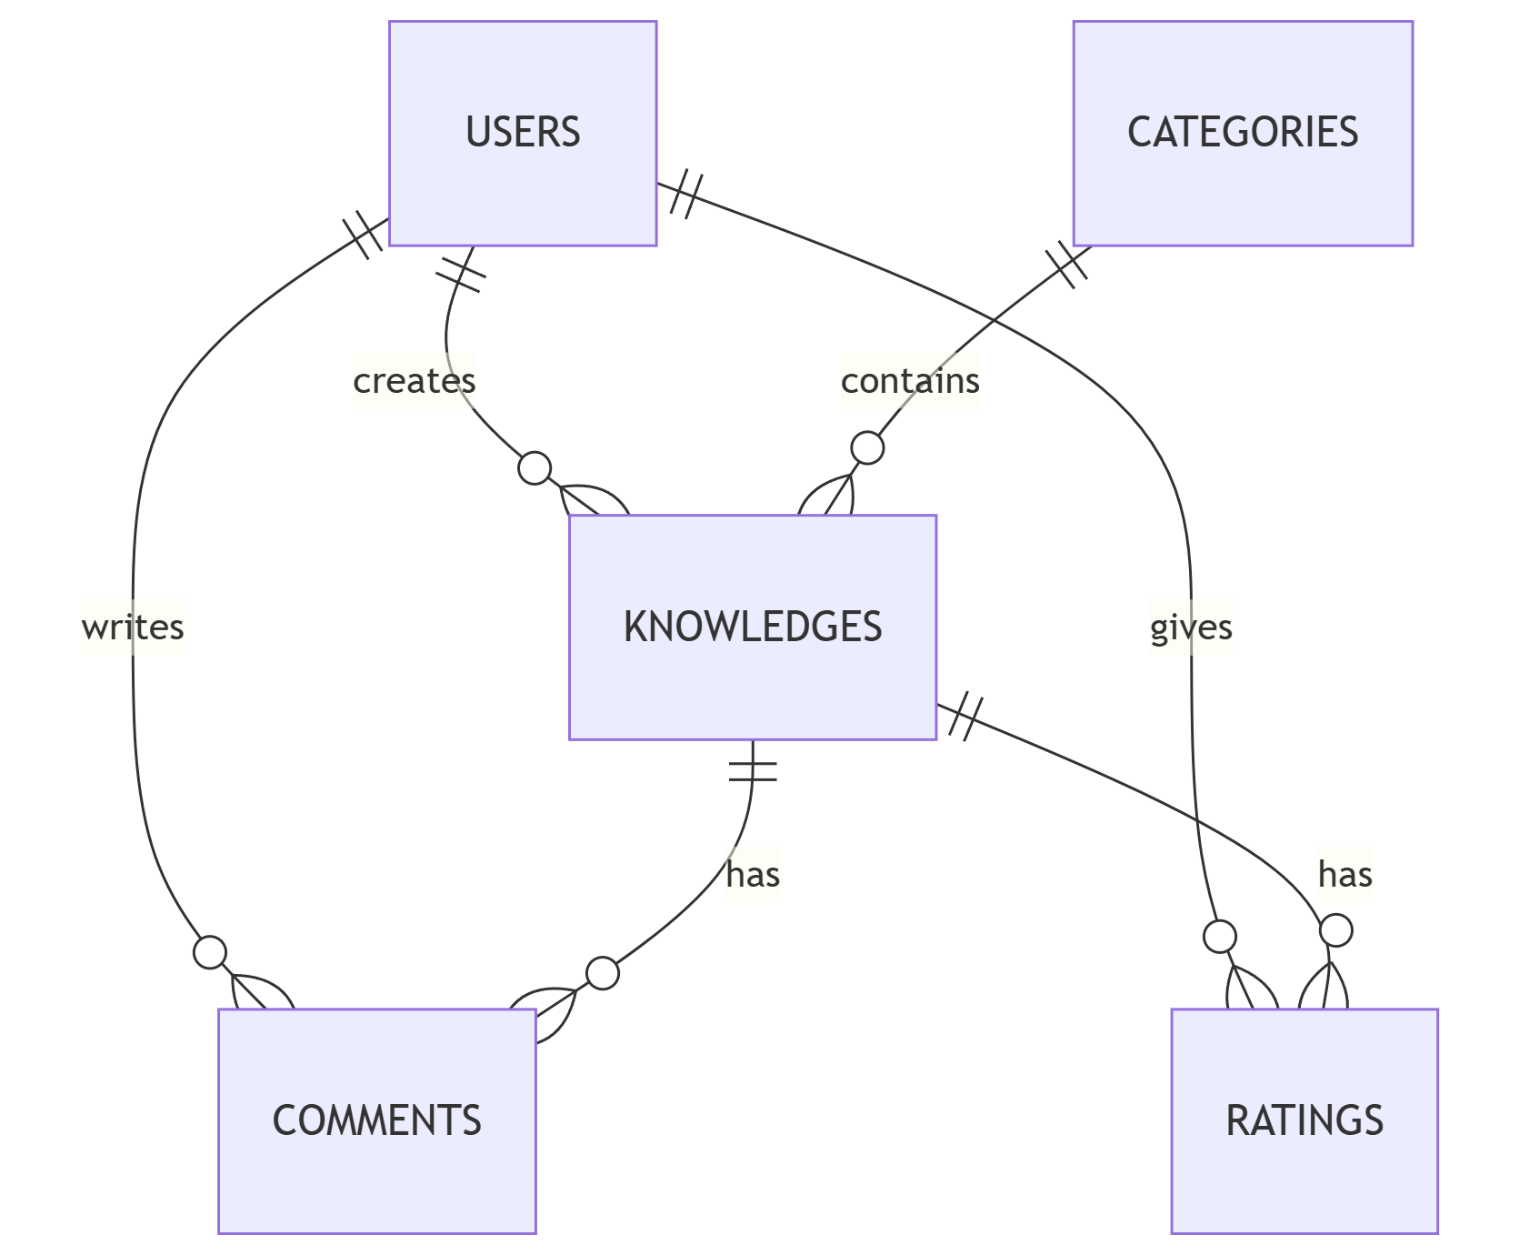 USERS
CATEGORIES
creates
contains
writes
KNOWLEDGES
gives
has
has
COMMENTS
RATINGS